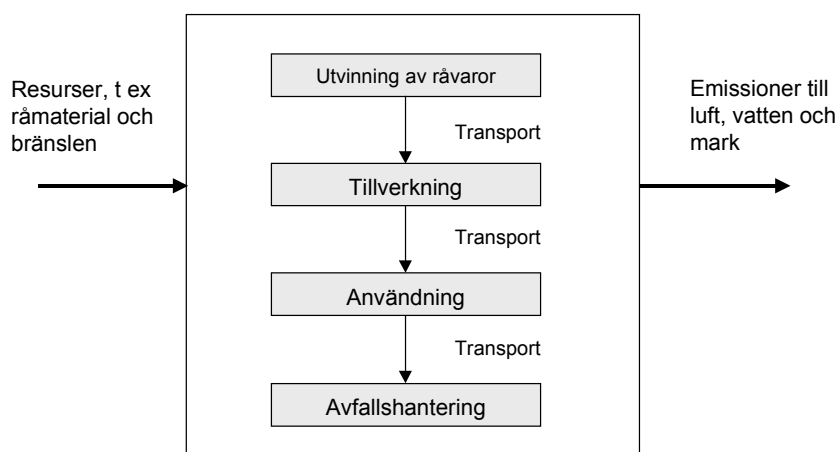 Resurser, t ex
råmaterial och
bränslen
Utvinning av råvaror
Transport
Tillverkning
Transport
Användning
Transport
Avfallshantering
Emissioner till
luft, vatten och
mark